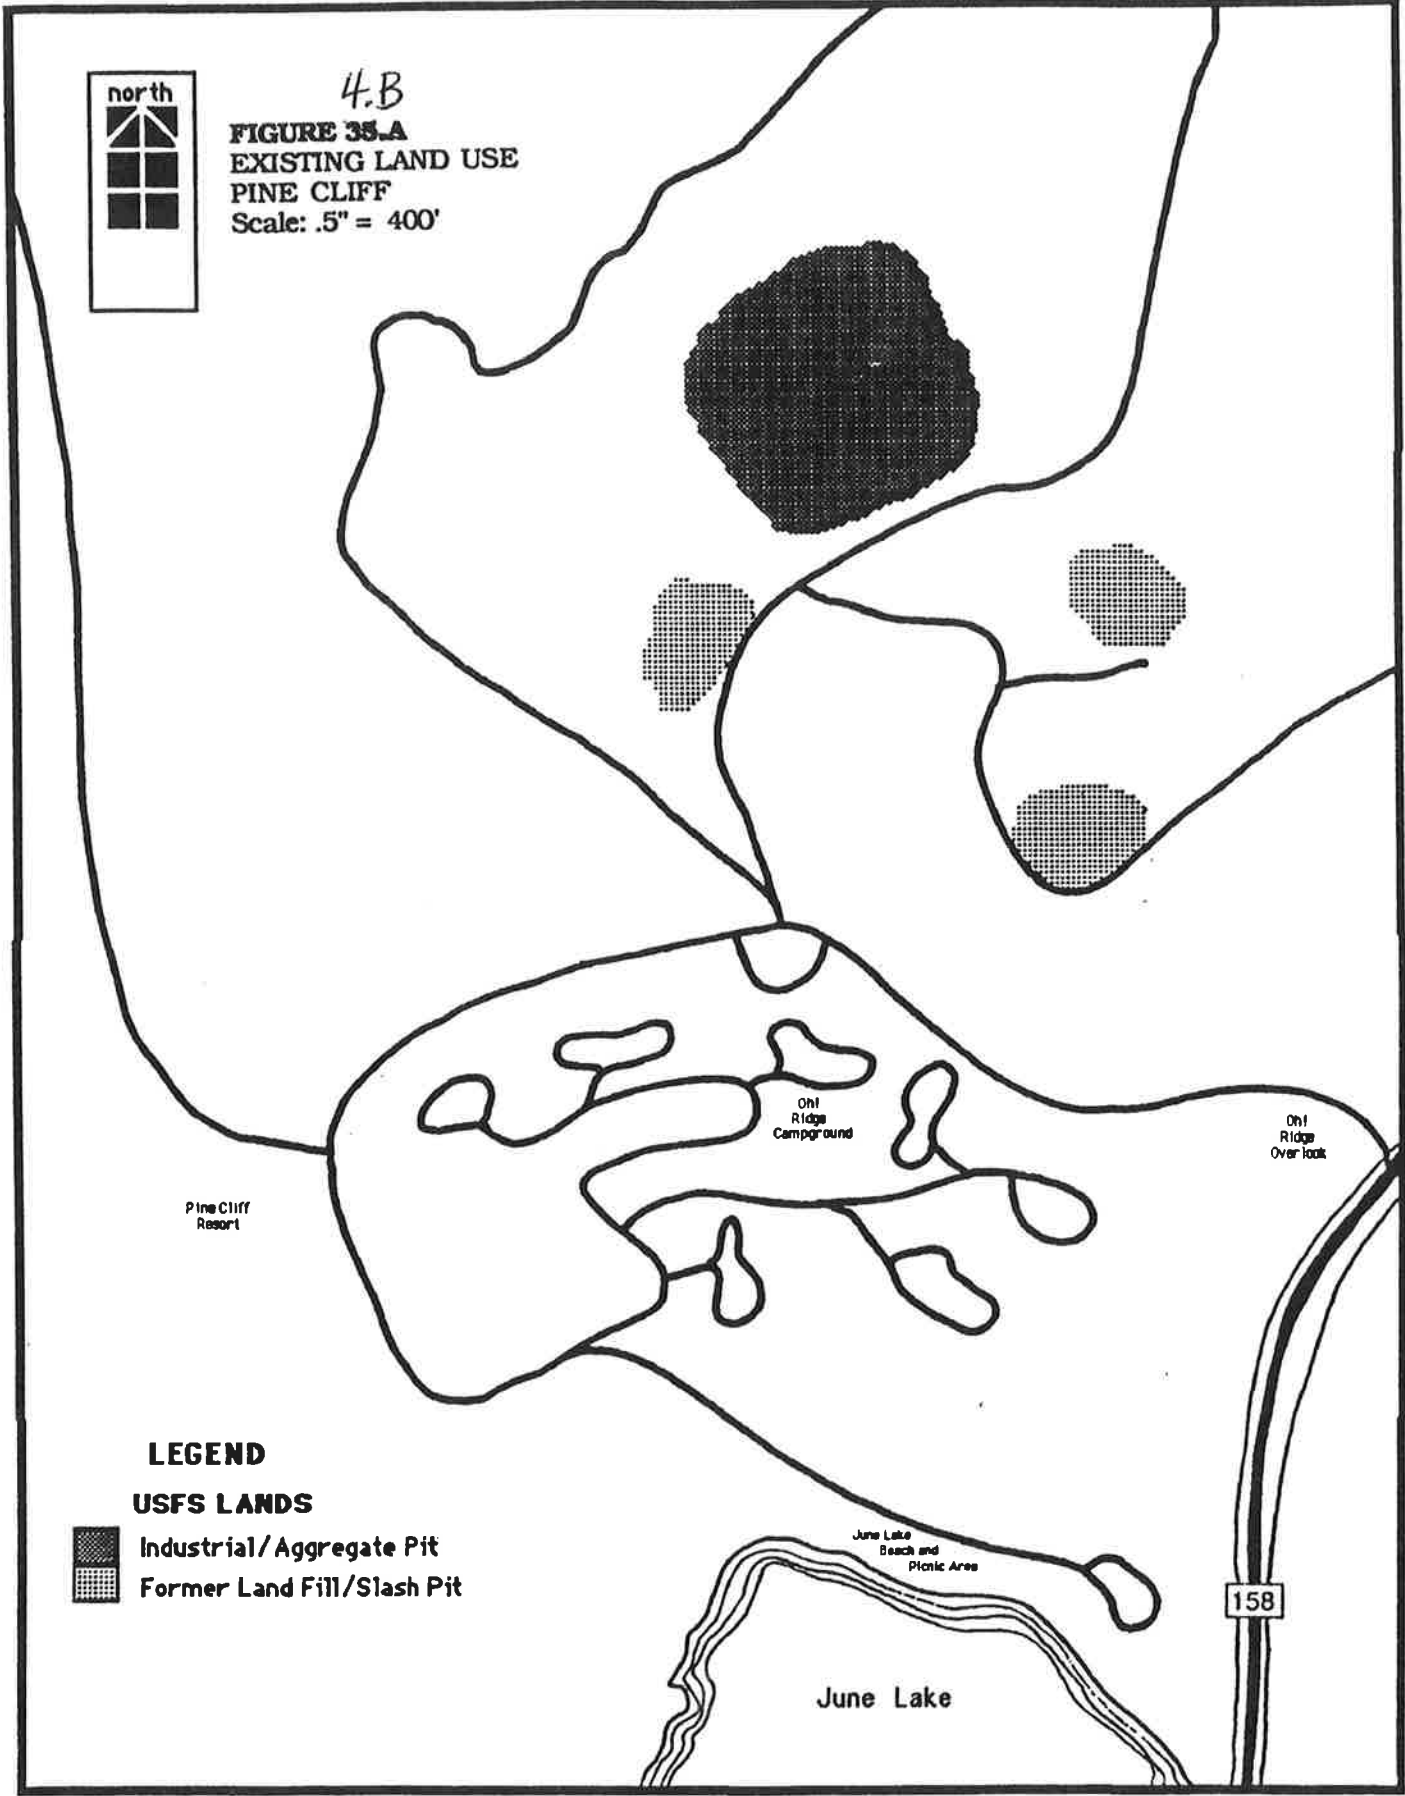 north
4.B
FIGURE 35.A
EXISTING LAND USE
PINE CLIFF
Scale: .5" = 400'
Oh!
Ridge
Campground
Oh!
Ridge
Overlook
Pine Cliff
Resort
LEGEND
USFS LANDS
Industrial/Aggregate Pit
Former Land Fill/Slash Pit
June Lake
Beach and
Picnic Area
158
June Lake